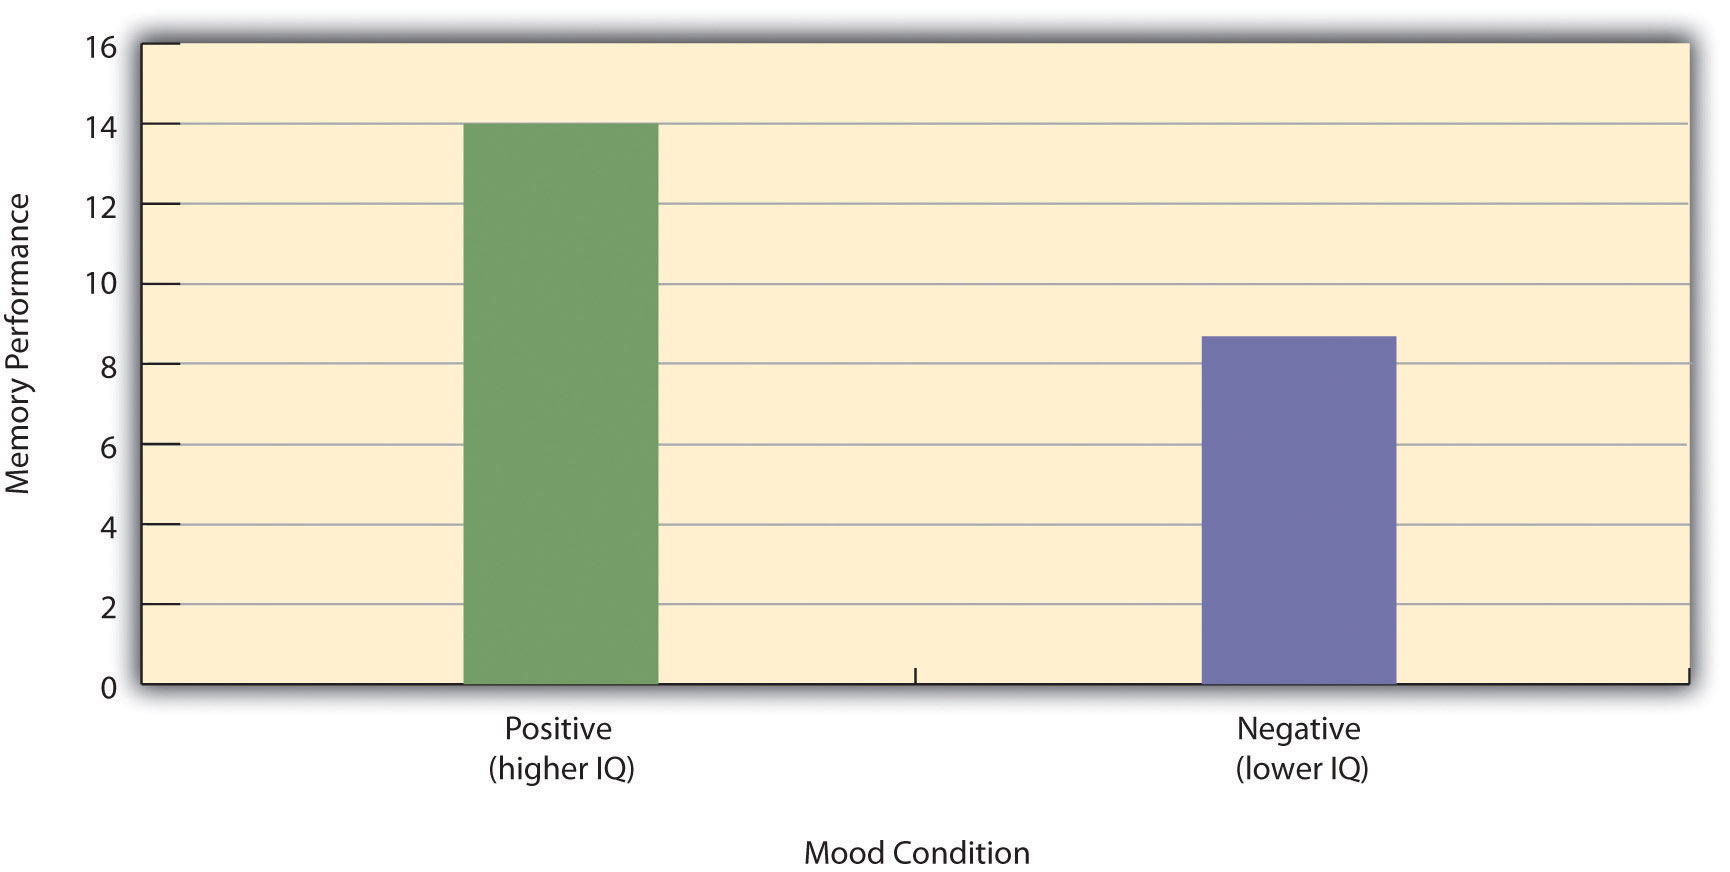 16
14
12
10
8
6
4
2
0
Memory Performance
Positive
(higher IQ)
Negative
(lower IQ)
Mood Condition